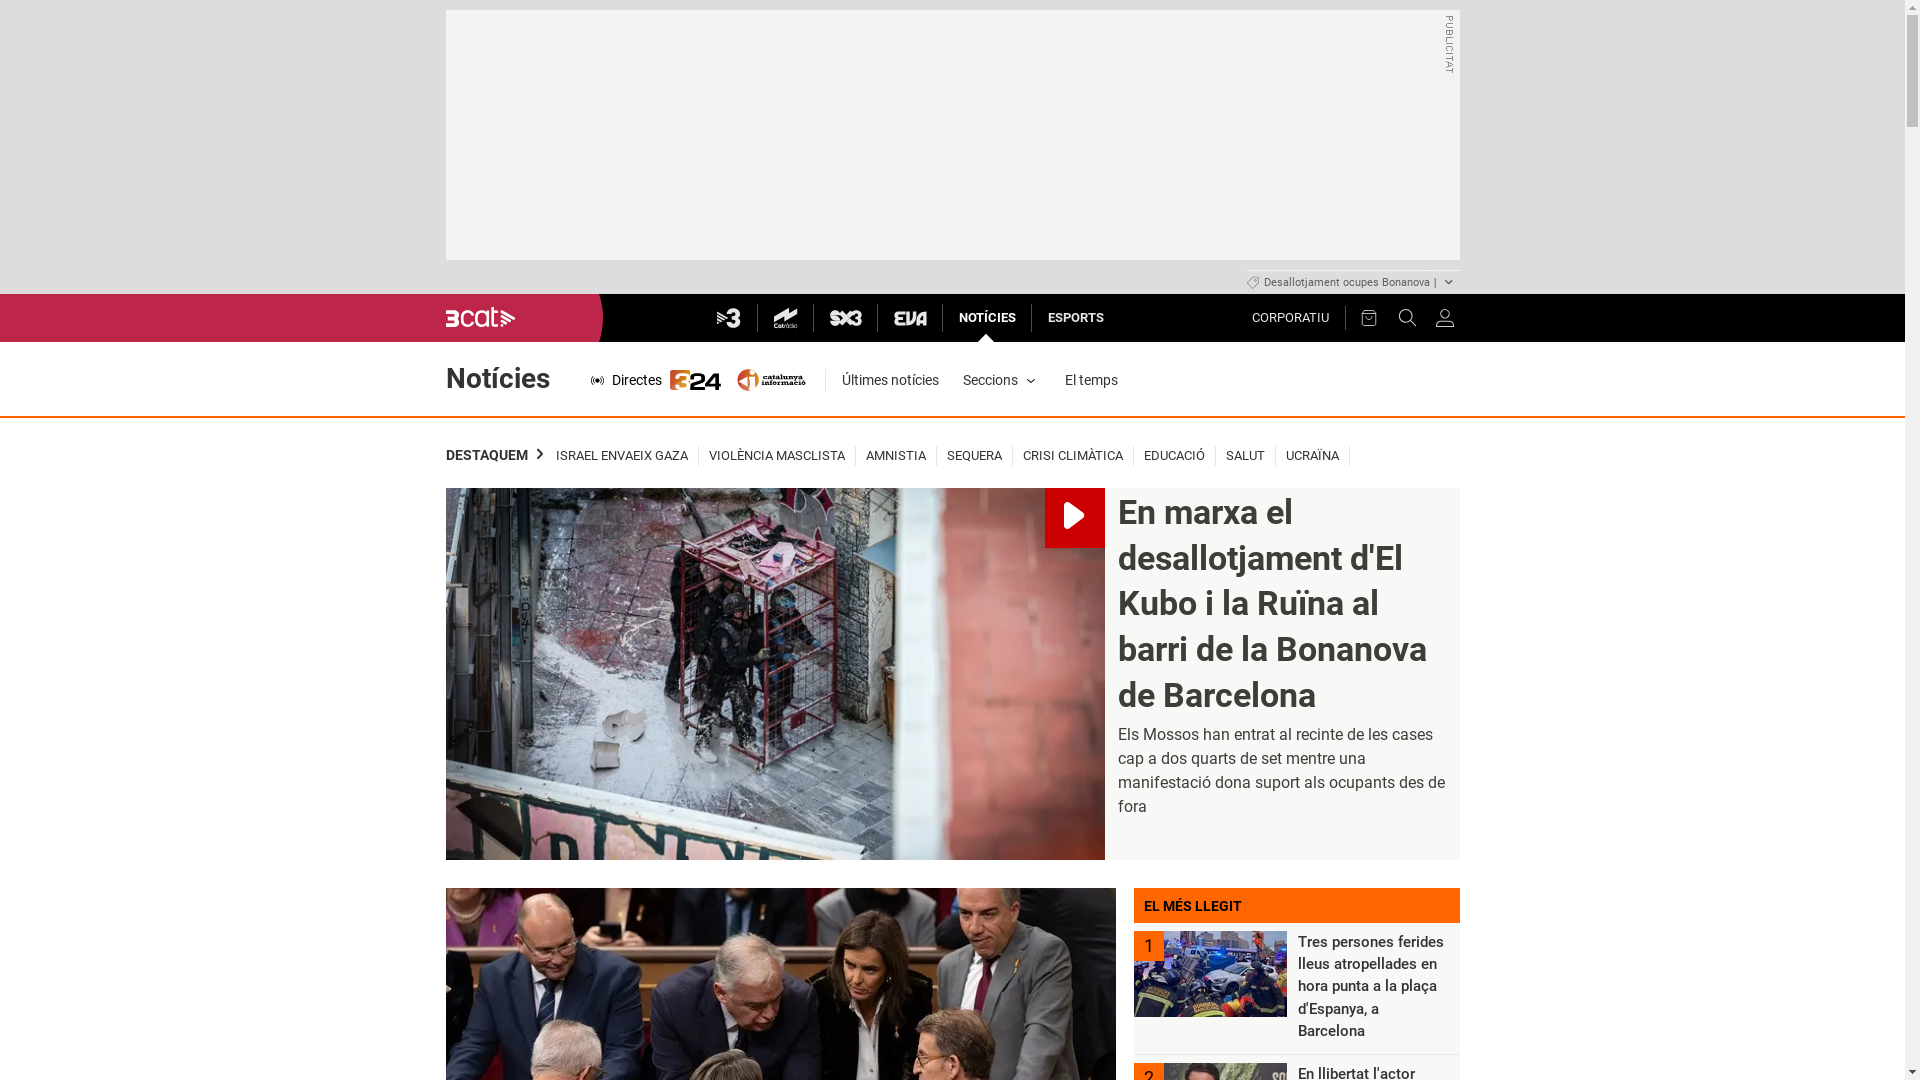 PUBLICITAT
Desallotjament ocupes Bonanova |
3cat
3
CatRàdio
SX3
EVA
NOTÍCIES
ESPORTS
CORPORATIU
Notícies
Directes
324
catalunya
informació
Últimes notícies
Seccions
El temps
DESTAQUEM
ISRAEL ENVAEIX GAZA
VIOLÈNCIA MASCLISTA
AMNISTIA
SEQUERA
CRISI CLIMÀTICA
EDUCACIÓ
SALUT
UCRAÏNA
En marxa el
desallotjament d'El
Kubo i la Ruïna al
barri de la Bonanova
de Barcelona
Els Mossos han entrat al recinte de les cases
cap a dos quarts de set mentre una
manifestació dona suport als ocupants des de
fora
EL MÉS LLEGIT
1
Tres persones ferides
lleus atropellades en
hora punta a la plaça
d'Espanya, a
Barcelona
2
En llibertat l'actor